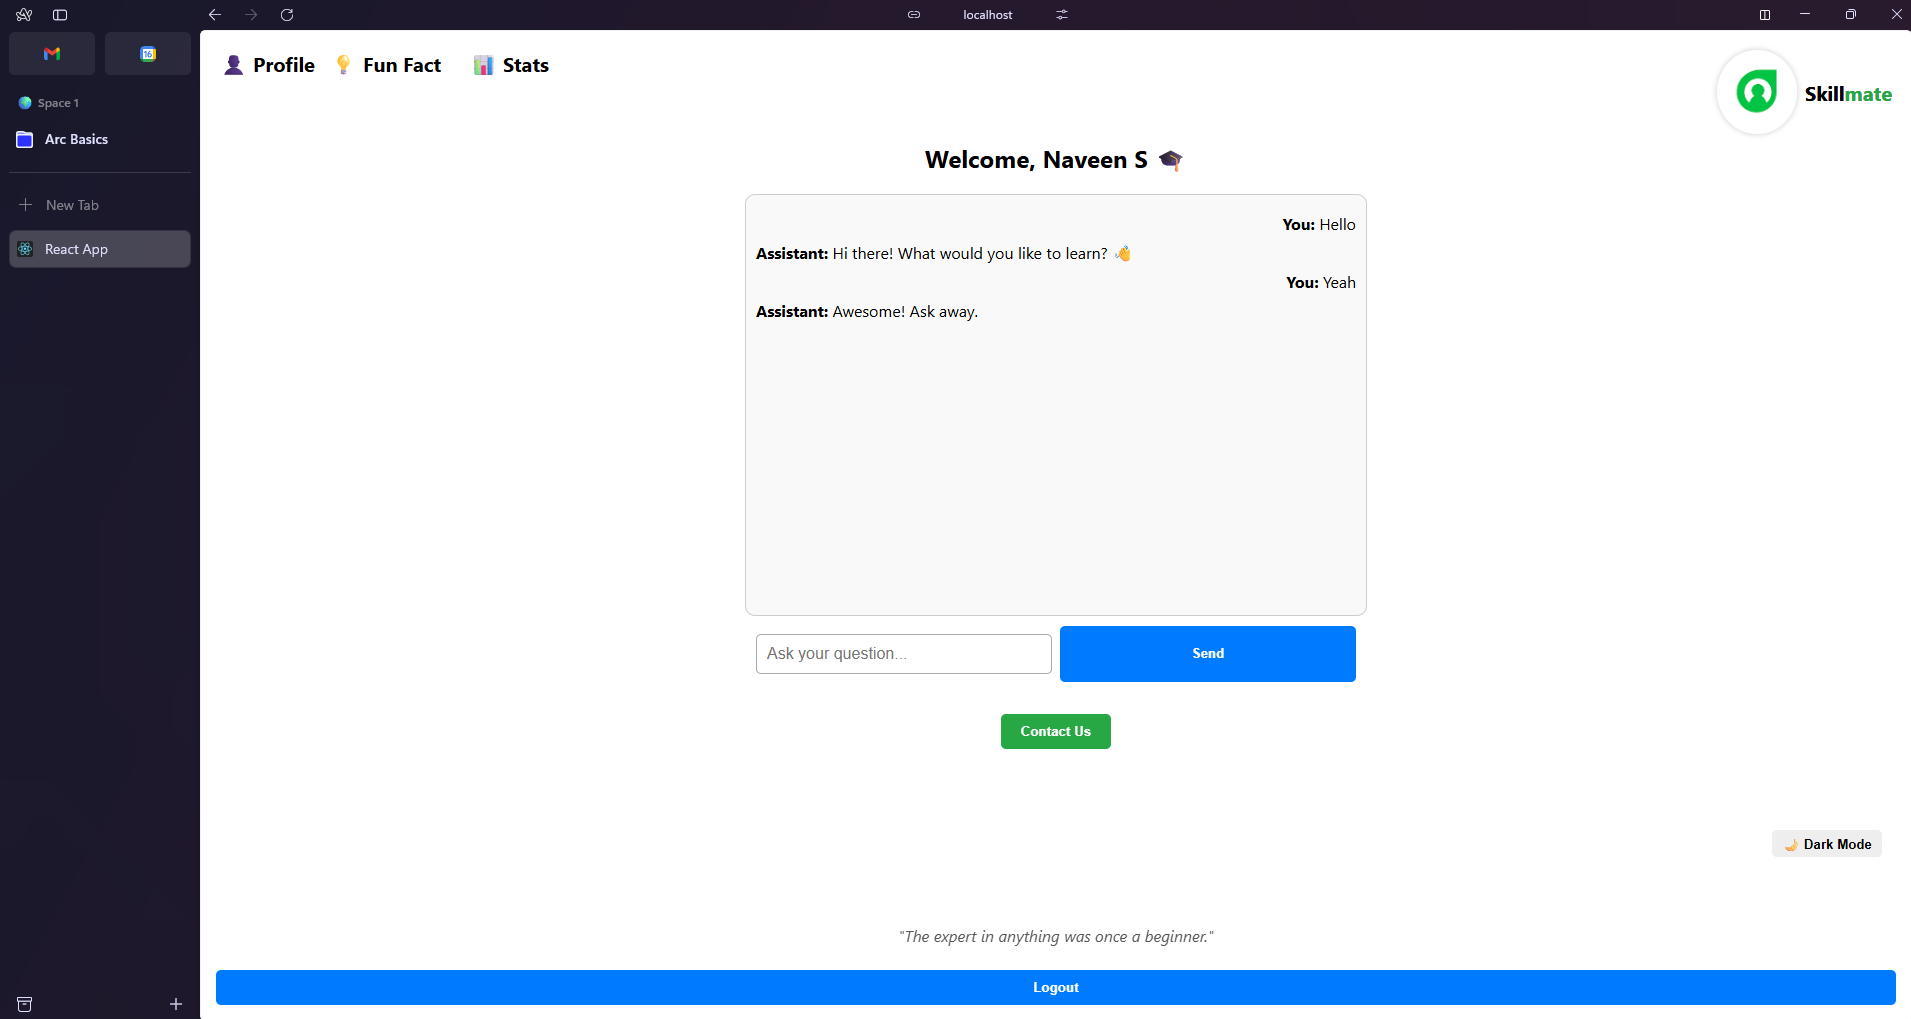 localhost
16
Space 1
Arc Basics
New Tab
React App
Profile Fun Fact Stats
Skillmate
Welcome, Naveen S
You: Hello
Assistant: Hi there! What would you like to learn? 👋
You: Yeah
Assistant: Awesome! Ask away.
Ask your question...
Send
Contact Us
Dark Mode
"The expert in anything was once a beginner."
Logout